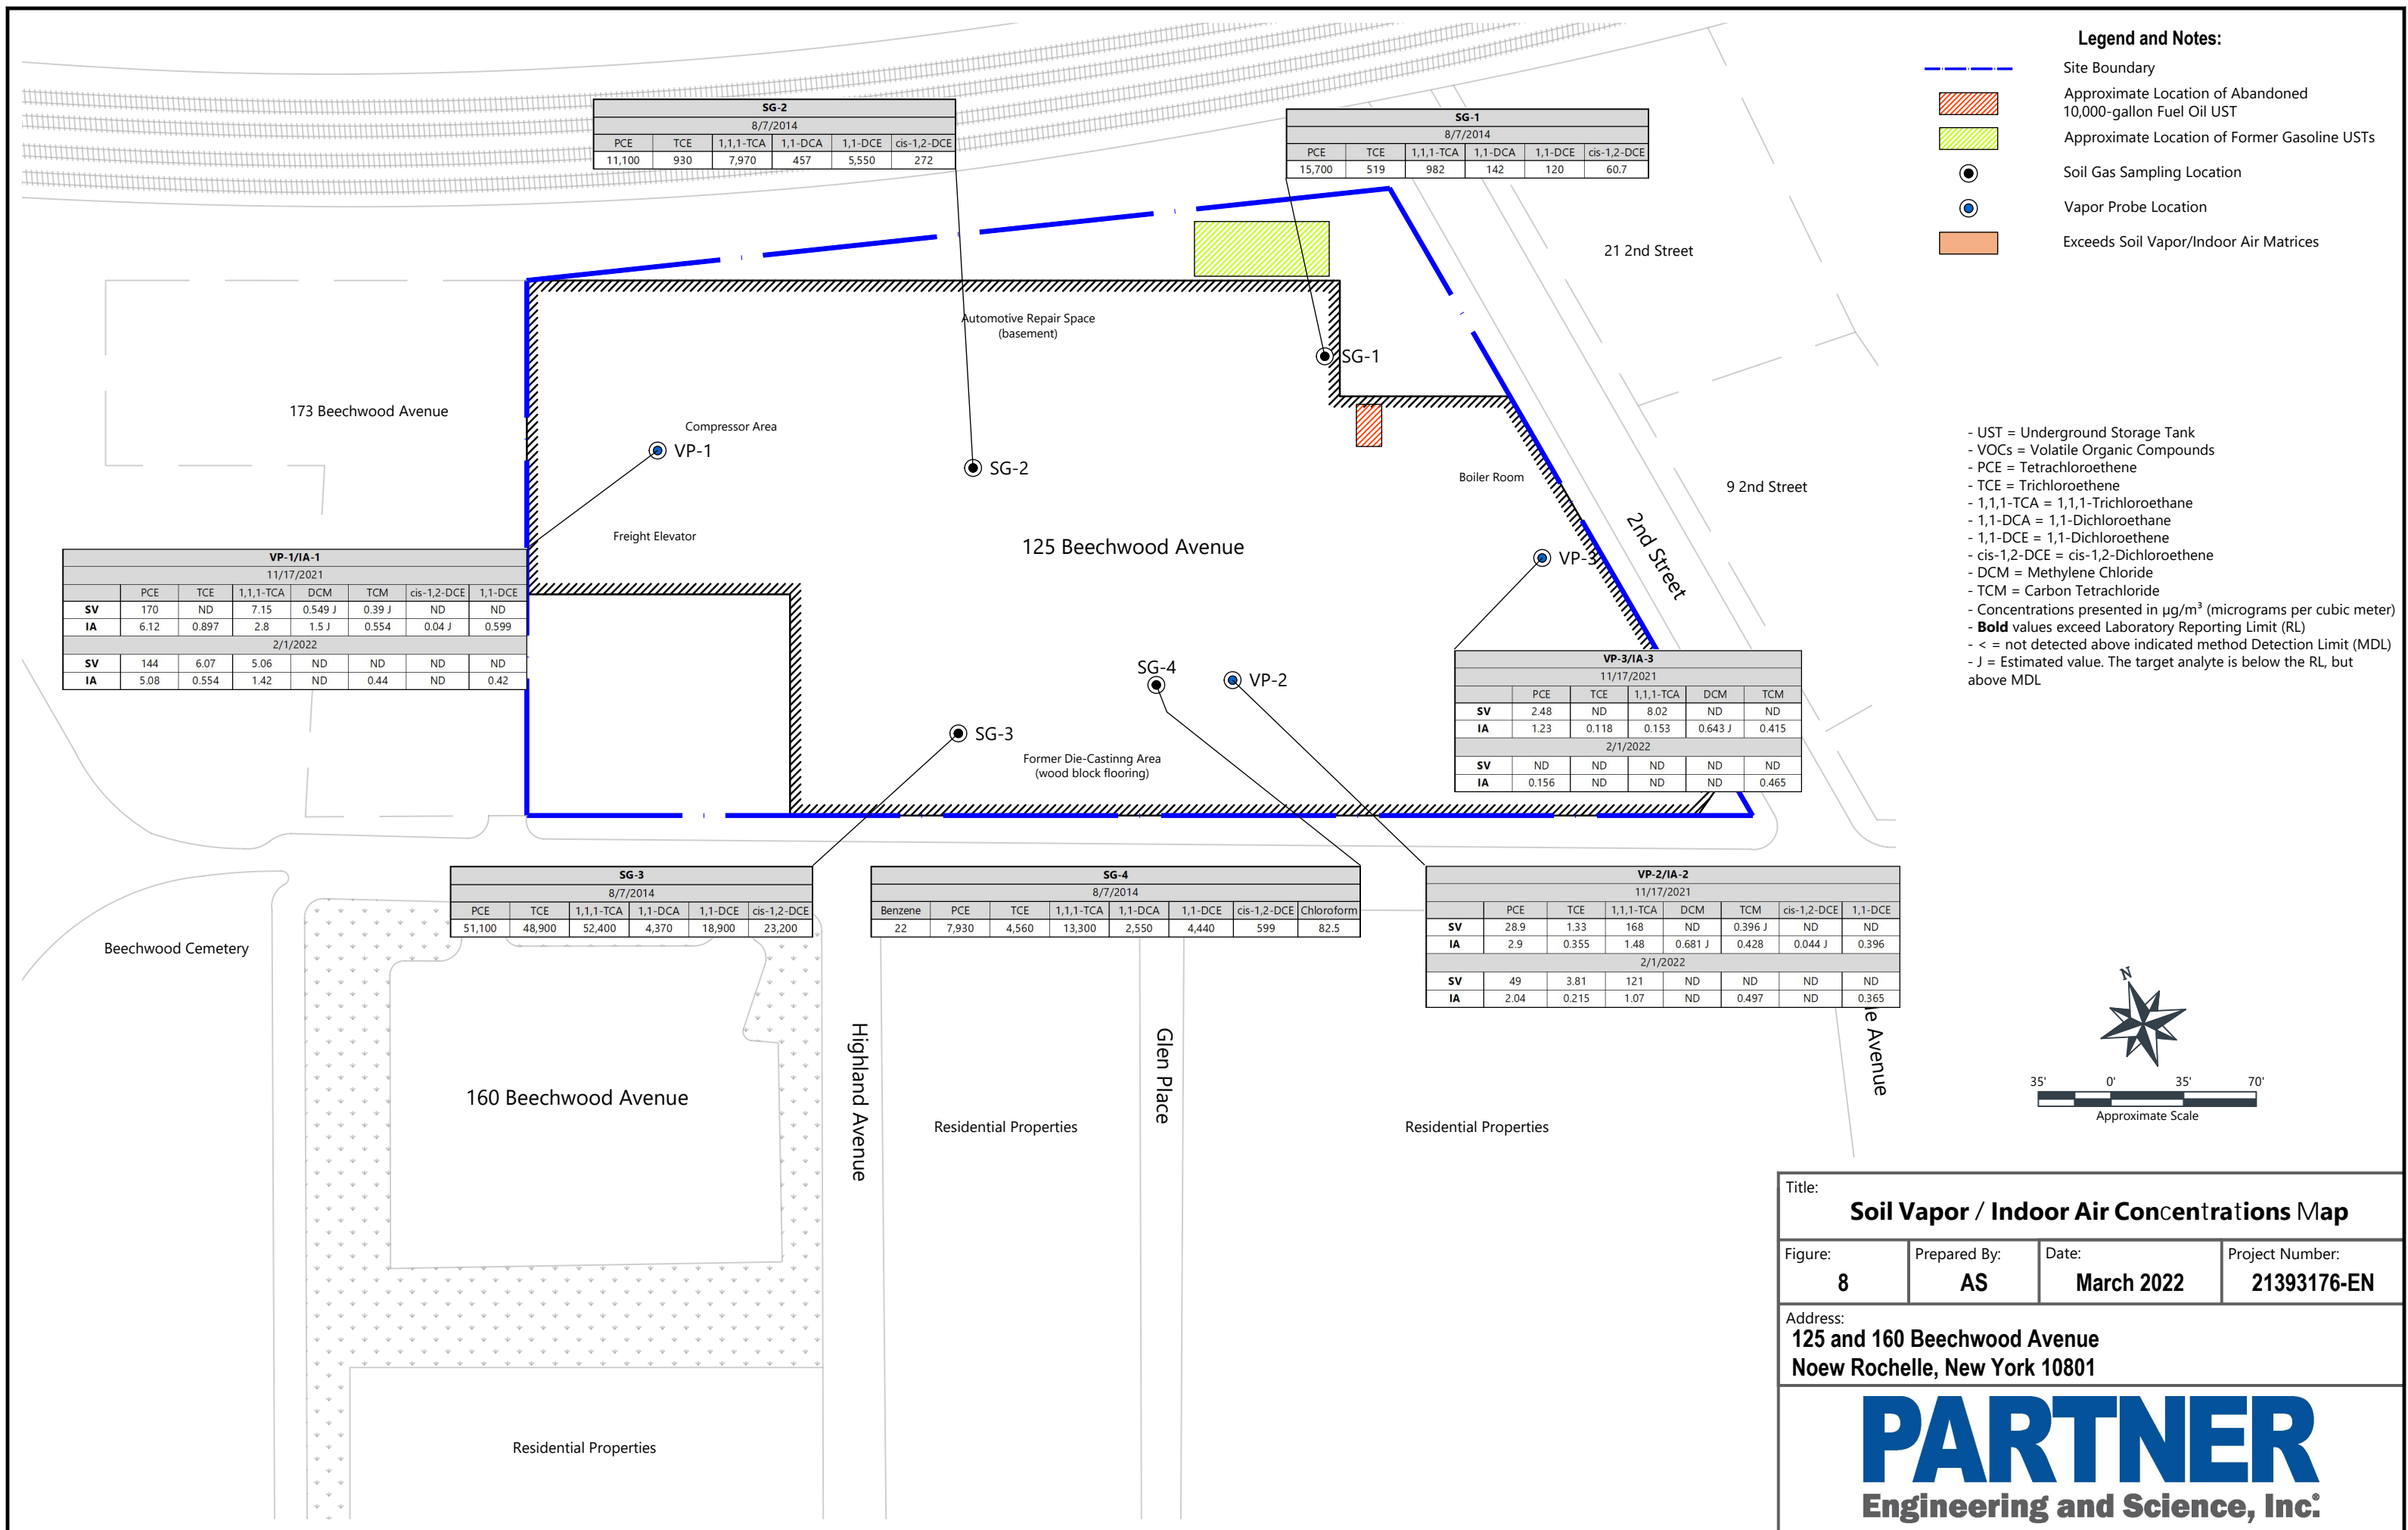 Legend and Notes:
Site Boundary
Approximate Location of Abandoned
10,000-gallon Fuel Oil UST
Approximate Location of Former Gasoline USTs
Soil Gas Sampling Location
Vapor Probe Location
Exceeds Soil Vapor/Indoor Air Matrices
SG-2
8/7/2014
PCE TCE 1,1,1-TCA 1,1-DCA 1,1-DCE cis-1,2-DCE
11,100 930 7,970 457 5,550 272
SG-1
8/7/2014
PCE TCE 1,1,1-TCA 1,1-DCA 1,1-DCE cis-1,2-DCE
15,700 519 982 142 120 60.7
21 2nd Street
Automotive Repair Space
(basement)
SG-1
173 Beechwood Avenue
Compressor Area
VP-1
SG-2
Boiler Room
9 2nd Street
Freight Elevator
125 Beechwood Avenue
VP-3
2nd Street
- UST = Underground Storage Tank
- VOCs = Volatile Organic Compounds
- PCE = Tetrachloroethene
- TCE = Trichloroethene
- 1,1,1-TCA = 1,1,1-Trichloroethane
- 1,1-DCA = 1,1-Dichloroethane
- 1,1-DCE = 1,1-Dichloroethene
- cis-1,2-DCE = cis-1,2-Dichloroethene
- DCM = Methylene Chloride
- TCM = Carbon Tetrachloride
- Concentrations presented in µg/m³ (micrograms per cubic meter)
- Bold values exceed Laboratory Reporting Limit (RL)
- < = not detected above indicated method Detection Limit (MDL)
- J = Estimated value. The target analyte is below the RL, but
above MDL
VP-1/IA-1
11/17/2021
PCE TCE 1,1,1-TCA DCM TCM cis-1,2-DCE 1,1-DCE
SV 170 ND 7.15 0.549 J 0.39 J ND ND
IA 6.12 0.897 2.8 1.5 J 0.554 0.04 J 0.599
2/1/2022
SV 144 6.07 5.06 ND ND ND ND
IA 5.08 0.554 1.42 ND 0.44 ND 0.42
SG-4
VP-2
SG-3
Former Die-Castinng Area
(wood block flooring)
VP-3/IA-3
11/17/2021
PCE TCE 1,1,1-TCA DCM TCM
SV 2.48 ND 8.02 ND ND
IA 1.23 0.118 0.153 0.643 J 0.415
2/1/2022
SV ND ND ND ND ND
IA 0.156 ND ND ND 0.465
SG-3
8/7/2014
PCE TCE 1,1,1-TCA 1,1-DCA 1,1-DCE cis-1,2-DCE
51,100 48,900 52,400 4,370 18,900 23,200
SG-4
8/7/2014
Benzene PCE TCE 1,1,1-TCA 1,1-DCA 1,1-DCE cis-1,2-DCE Chloroform
22 7,930 4,560 13,300 2,550 4,440 599 82.5
VP-2/IA-2
11/17/2021
PCE TCE 1,1,1-TCA DCM TCM cis-1,2-DCE 1,1-DCE
SV 28.9 1.33 168 ND 0.396 J ND ND
IA 2.9 0.355 1.48 0.681 J 0.428 0.044 J 0.396
2/1/2022
SV 49 3.81 121 ND ND ND ND
IA 2.04 0.215 1.07 ND 0.497 ND 0.365
Beechwood Cemetery
160 Beechwood Avenue
Highland Avenue
Glen Place
Avenue
Residential Properties
Residential Properties
Residential Properties
N
35' 0' 35' 70'
Approximate Scale
Title:
Soil Vapor / Indoor Air Concentrations Map
Figure:
8
Prepared By:
AS
Date:
March 2022
Project Number:
21393176-EN
Address:
125 and 160 Beechwood Avenue
Noew Rochelle, New York 10801
PARTNER
Engineering and Science, Inc.®